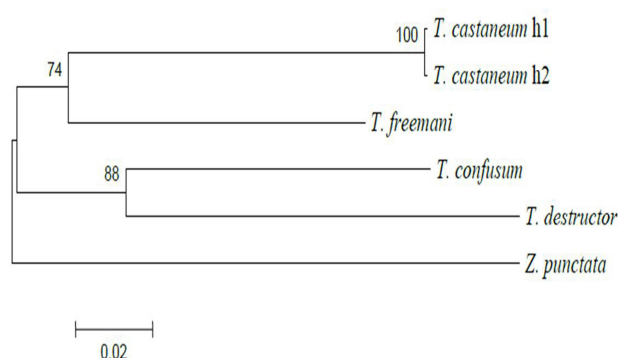 100
T. castaneum h1
74
T. castaneum h2
T. freemani
88
T. confusum
T. destructor
Z. punctata
0.02